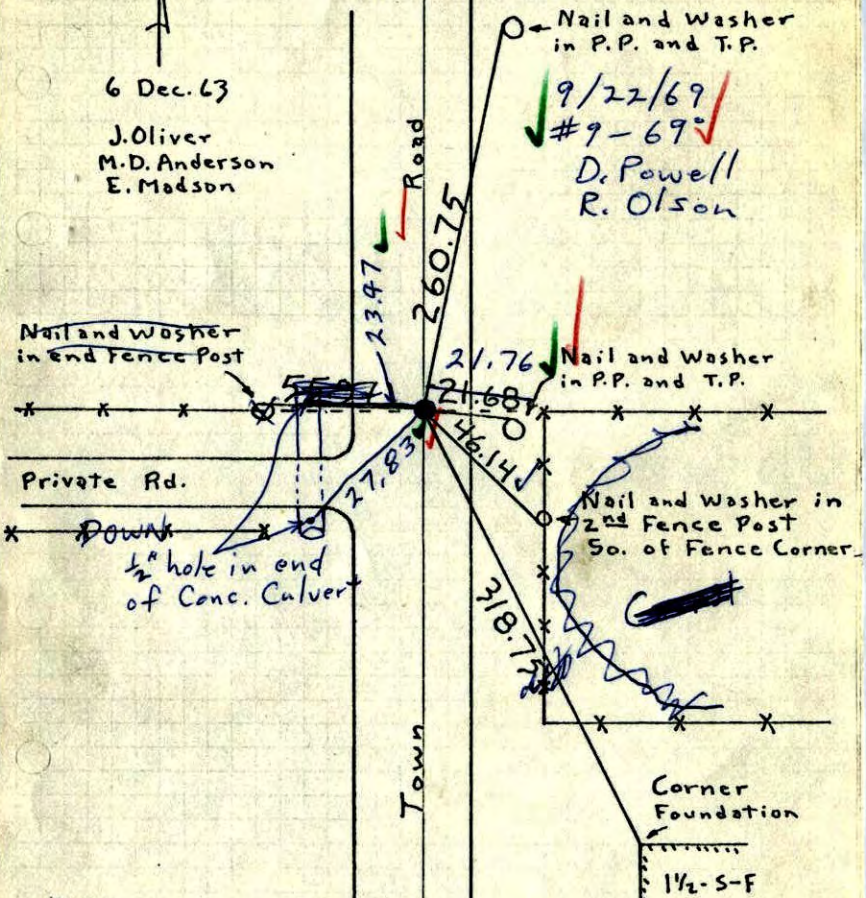 Nail and Washer
in P.P. and T.P.
6 Dec. 63
J. Oliver
M.D. Anderson
E. Madson
9/22/69
#9-69
D. Powell
R. Olson
Road
260.75
23.47
Nail and Washer
in end Fence Post
21.76
21.68
Nail and Washer
in P.P. and T.P.
46.14
27.83
Private Rd.
DOWN
Nail and Washer in
2nd Fence Post
So. of Fence Corner
1/2" hole in end
of Conc. Culvert
318.75
Town
Corner
Foundation
1 1/2 - S-F